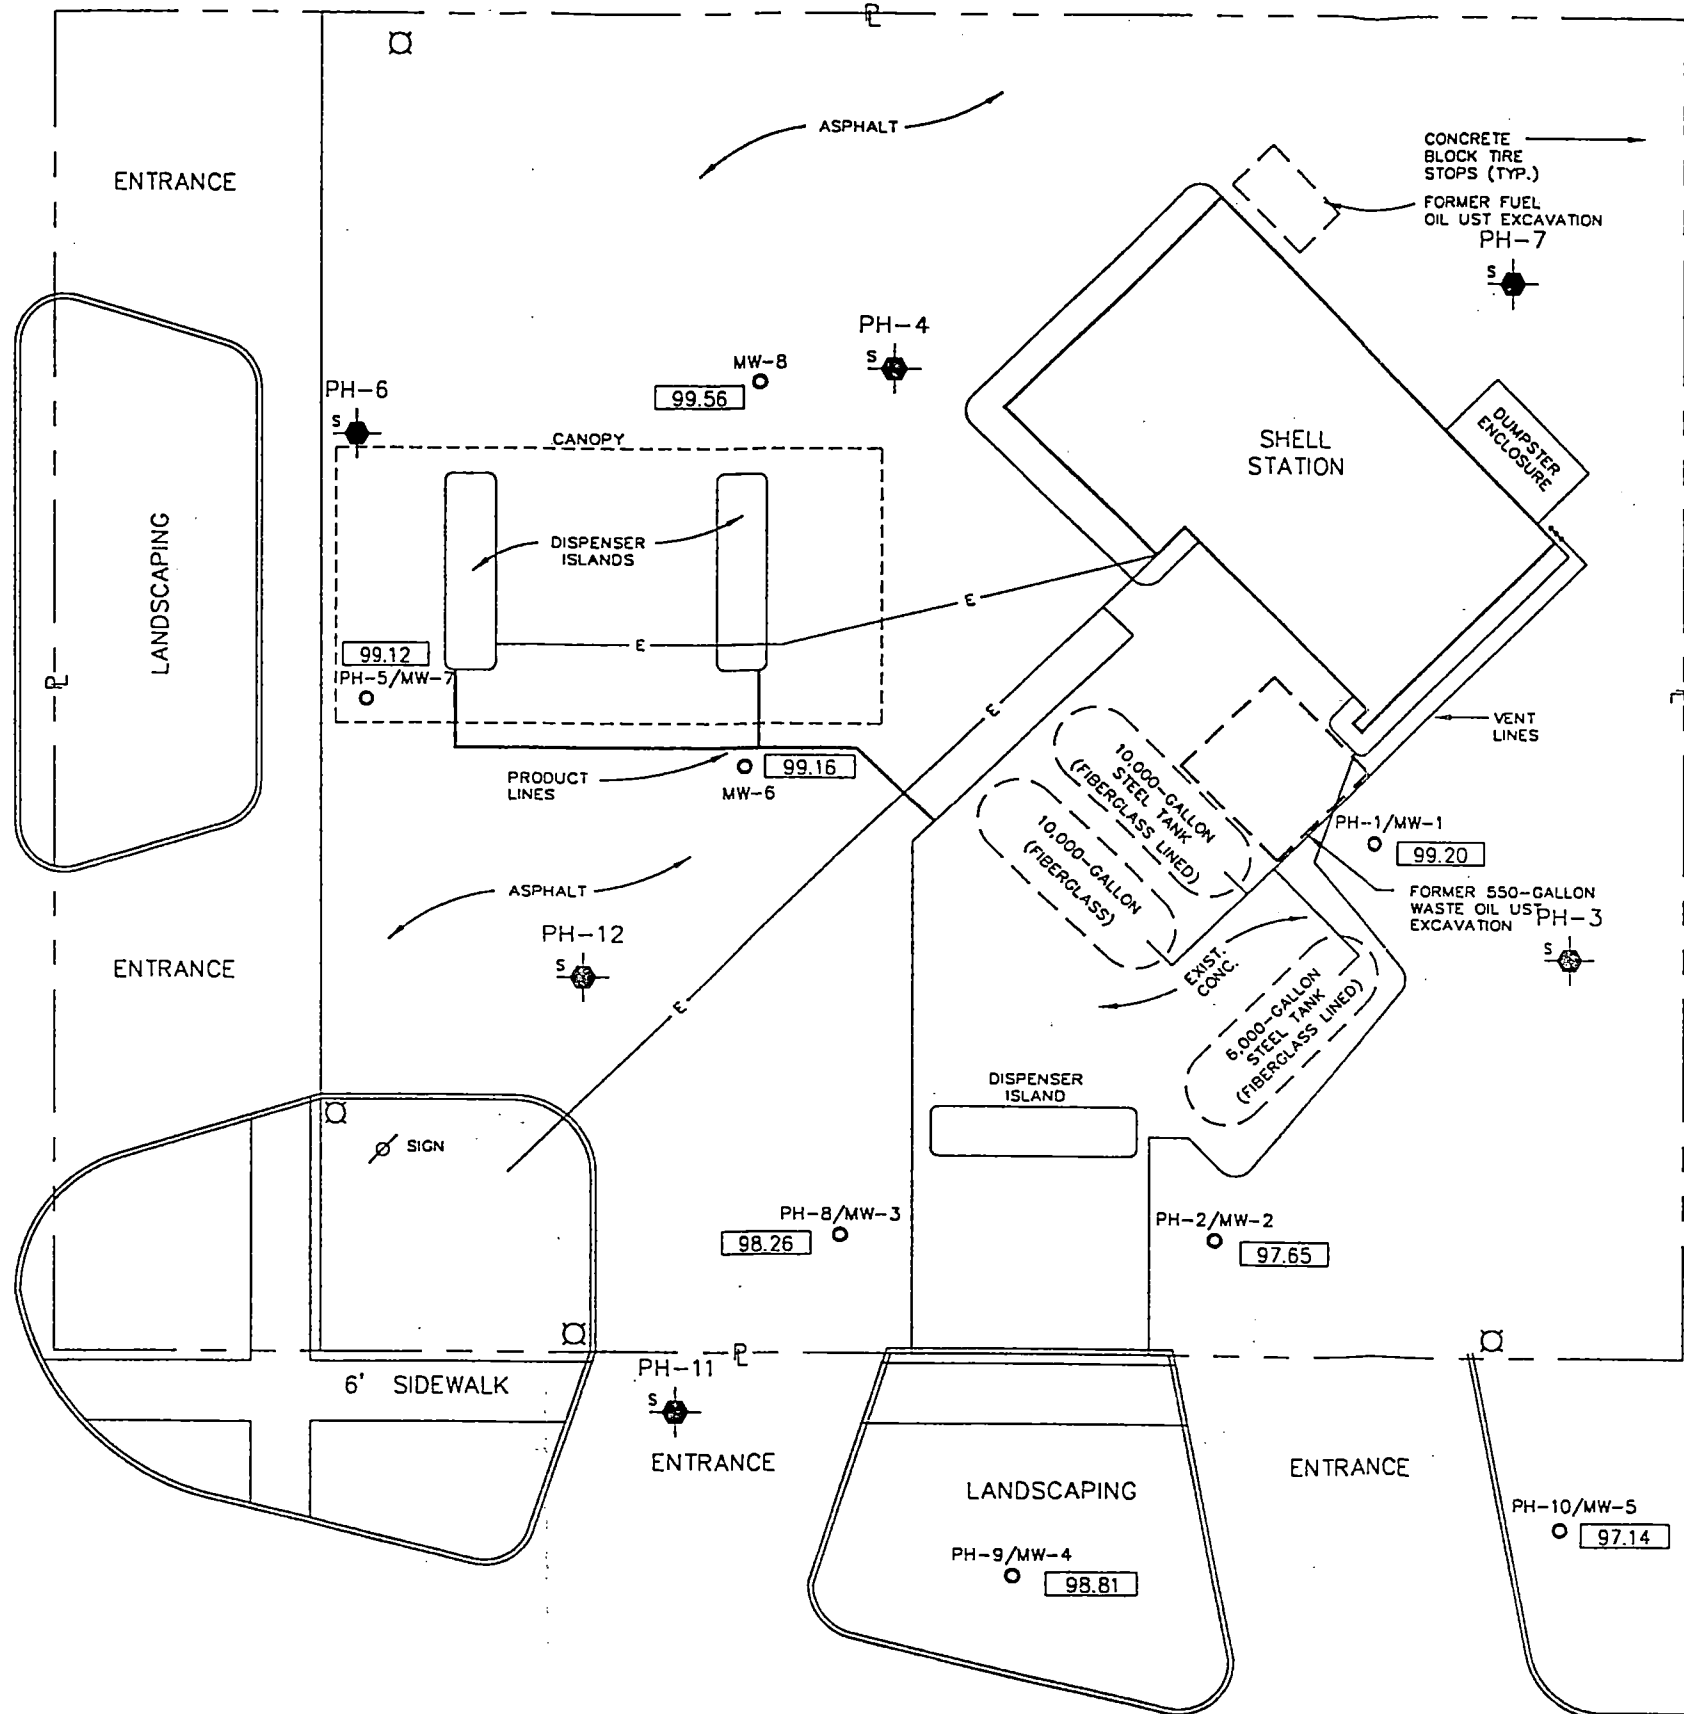 ASPHALT
ENTRANCE
CONCRETE
BLOCK TIRE
STOPS (TYP.)
FORMER FUEL
OIL UST EXCAVATION
PH-7
S
PH-4
S
MW-8
99.56
PH-6
S
CANOPY
SHELL
STATION
DUMPSTER
ENCLOSURE
DISPENSER
ISLANDS
LANDSCAPING
E
E
99.12
PH-5/MW-7
E
VENT
LINES
PRODUCT
LINES
99.16
MW-6
10,000-GALLON
STEEL TANK
(FIBERGLASS LINED)
10,000-GALLON
(FIBERGLASS)
PH-1/MW-1
99.20
FORMER 550-GALLON
WASTE OIL UST
EXCAVATION
PH-3
S
ASPHALT
PH-12
S
ENTRANCE
EXIST.
CONC.
E
6,000-GALLON
STEEL TANK
(FIBERGLASS LINED)
DISPENSER
ISLAND
SIGN
PH-8/MW-3
98.26
PH-2/MW-2
97.65
PH-11
S
6' SIDEWALK
ENTRANCE
LANDSCAPING
ENTRANCE
PH-10/MW-5
97.14
PH-9/MW-4
98.81